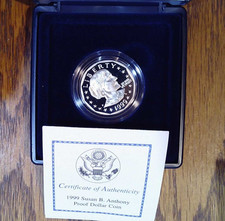 LIBERTY
1999
Certificate of Authenticity
1999 Susan B. Anthony
Proof Dollar Coin